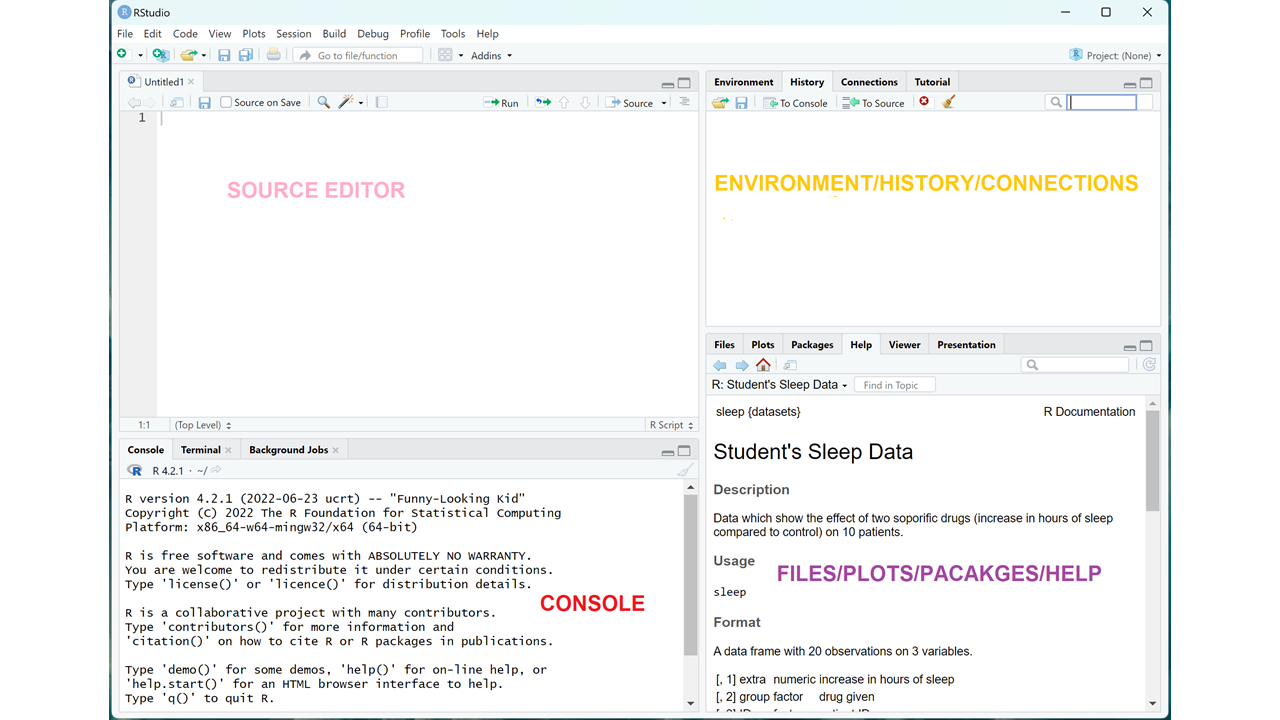 RStudio
File Edit Code View Plots Session Build Debug Profile Tools Help
Go to file/function Addins Project: (None)
Untitled1
Source on Save Run Source
1
SOURCE EDITOR
1:1 (Top Level) R Script
Environment History Connections Tutorial
To Console To Source
ENVIRONMENT/HISTORY/CONNECTIONS
Console Terminal Background Jobs
R 4.2.1 · ~/
R version 4.2.1 (2022-06-23 ucrt) -- "Funny-Looking Kid"
Copyright (C) 2022 The R Foundation for Statistical Computing
Platform: x86_64-w64-mingw32/x64 (64-bit)
R is free software and comes with ABSOLUTELY NO WARRANTY.
You are welcome to redistribute it under certain conditions.
Type 'license()' or 'licence()' for distribution details.
CONSOLE
R is a collaborative project with many contributors.
Type 'contributors()' for more information and
'citation()' on how to cite R or R packages in publications.
Type 'demo()' for some demos, 'help()' for on-line help, or
'help.start()' for an HTML browser interface to help.
Type 'q()' to quit R.
Files Plots Packages Help Viewer Presentation
R: Student's Sleep Data Find in Topic
sleep {datasets} R Documentation
Student's Sleep Data
Description
Data which show the effect of two soporific drugs (increase in hours of sleep
compared to control) on 10 patients.
Usage
FILES/PLOTS/PACAKGES/HELP
sleep
Format
A data frame with 20 observations on 3 variables.
[, 1] extra numeric increase in hours of sleep
[, 2] group factor drug given